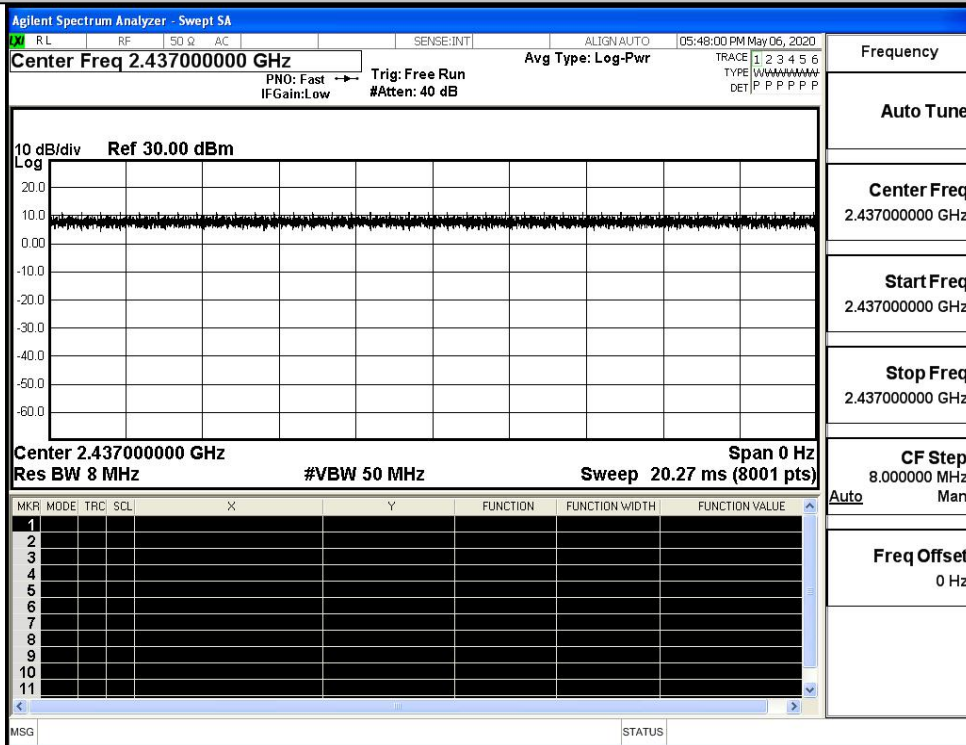 Agilent Spectrum Analyzer - Swept SA
LXI RL RF 50 Ω AC SENSE:INT ALIGN AUTO 05:48:00 PM May 06, 2020
Center Freq 2.437000000 GHz Avg Type: Log-Pwr TRACE 1 2 3 4 5 6
PNO: Fast Trig: Free Run TYPE WWWWWW
IFGain:Low #Atten: 40 dB DET P P P P P P
10 dB/div Ref 30.00 dBm
Log
20.0
10.0
0.00
-10.0
-20.0
-30.0
-40.0
-50.0
-60.0
Center 2.437000000 GHz Span 0 Hz
Res BW 8 MHz #VBW 50 MHz Sweep 20.27 ms (8001 pts)
MKR MODE TRC SCL X Y FUNCTION FUNCTION WIDTH FUNCTION VALUE
1
2
3
4
5
6
7
8
9
10
11
MSG STATUS
Frequency
Auto Tune
Center Freq
2.437000000 GHz
Start Freq
2.437000000 GHz
Stop Freq
2.437000000 GHz
CF Step
8.000000 MHz
Auto Man
Freq Offset
0 Hz